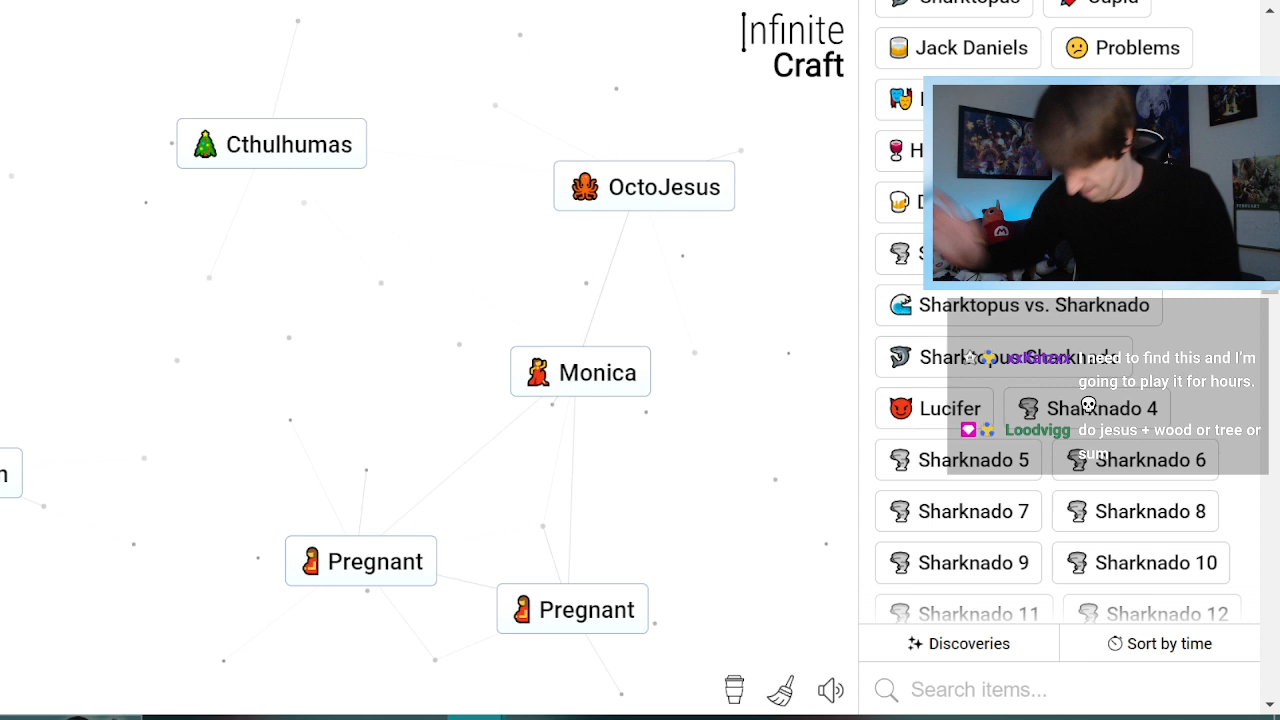 Infinite
Craft
Cthulhumas
OctoJesus
Monica
Pregnant
Pregnant
n
Sharktopus
Cupid
Jack Daniels
Problems
H
Sharktopus vs. Sharknado
Lucifer
Sharknado 4
Sharknado 5
Sharknado 6
Sharknado 7
Sharknado 8
Sharknado 9
Sharknado 10
Sharknado 11
Sharknado 12
I need to find this and I'm
going to play it for hours.
Loodvigg do jesus + wood or tree or
sum
Discoveries
Sort by time
Search items...